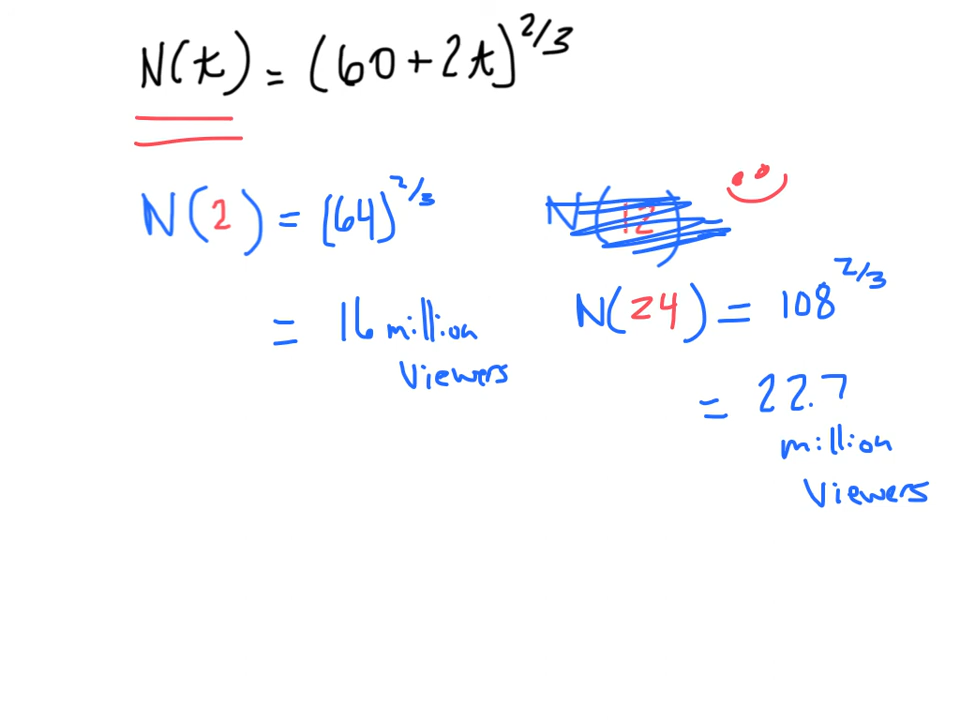 N(t) = (60+2t)^2/3
N(2) = (64)^2/3
= 16 million
viewers
N(12)
N(24) = 108^2/3
= 22.7
million
viewers